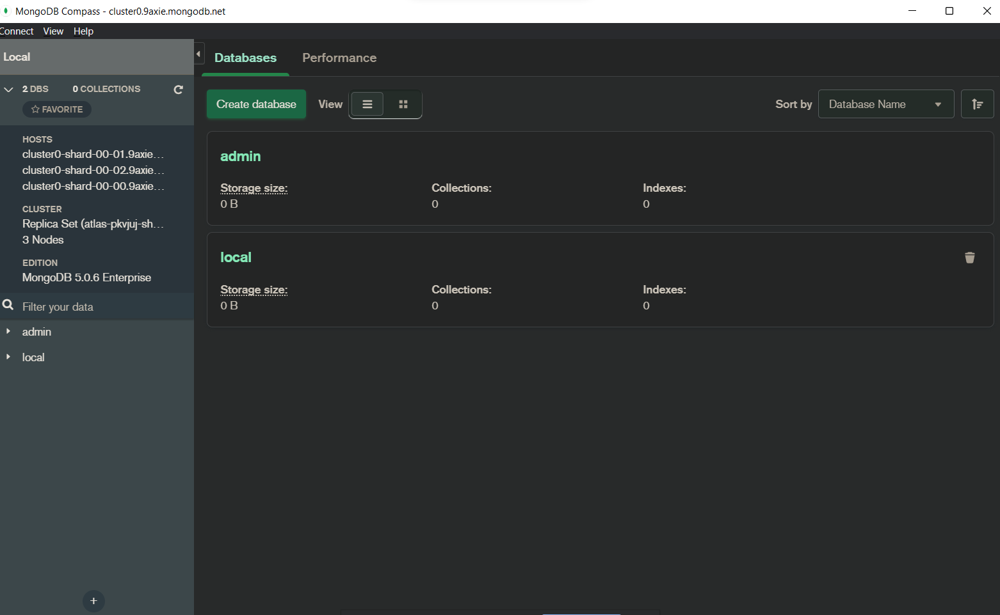 MongoDB Compass - cluster0.9axie.mongodb.net
Connect View Help
Local
2 DBS 0 COLLECTIONS
FAVORITE
HOSTS
cluster0-shard-00-01.9axie...
cluster0-shard-00-02.9axie...
cluster0-shard-00-00.9axie...
CLUSTER
Replica Set (atlas-pkvjuj-sh...
3 Nodes
EDITION
MongoDB 5.0.6 Enterprise
Filter your data
admin
local
Databases Performance
Create database View Sort by Database Name
admin
Storage size: Collections: Indexes:
0 B 0 0
local
Storage size: Collections: Indexes:
0 B 0 0